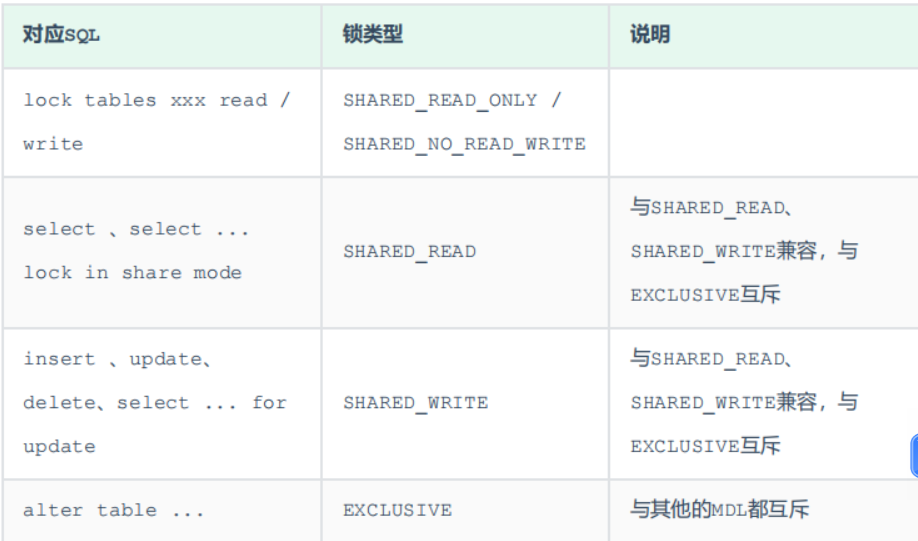 对应SQL 锁类型 说明
lock tables xxx read /
write
SHARED_READ_ONLY /
SHARED_NO_READ_WRITE
select 、select ...
lock in share mode
SHARED_READ
与SHARED_READ、
SHARED_WRITE兼容，与
EXCLUSIVE互斥
insert 、update、
delete、select ... for
update
SHARED_WRITE
与SHARED_READ、
SHARED_WRITE兼容，与
EXCLUSIVE互斥
alter table ...
EXCLUSIVE
与其他的MDL都互斥